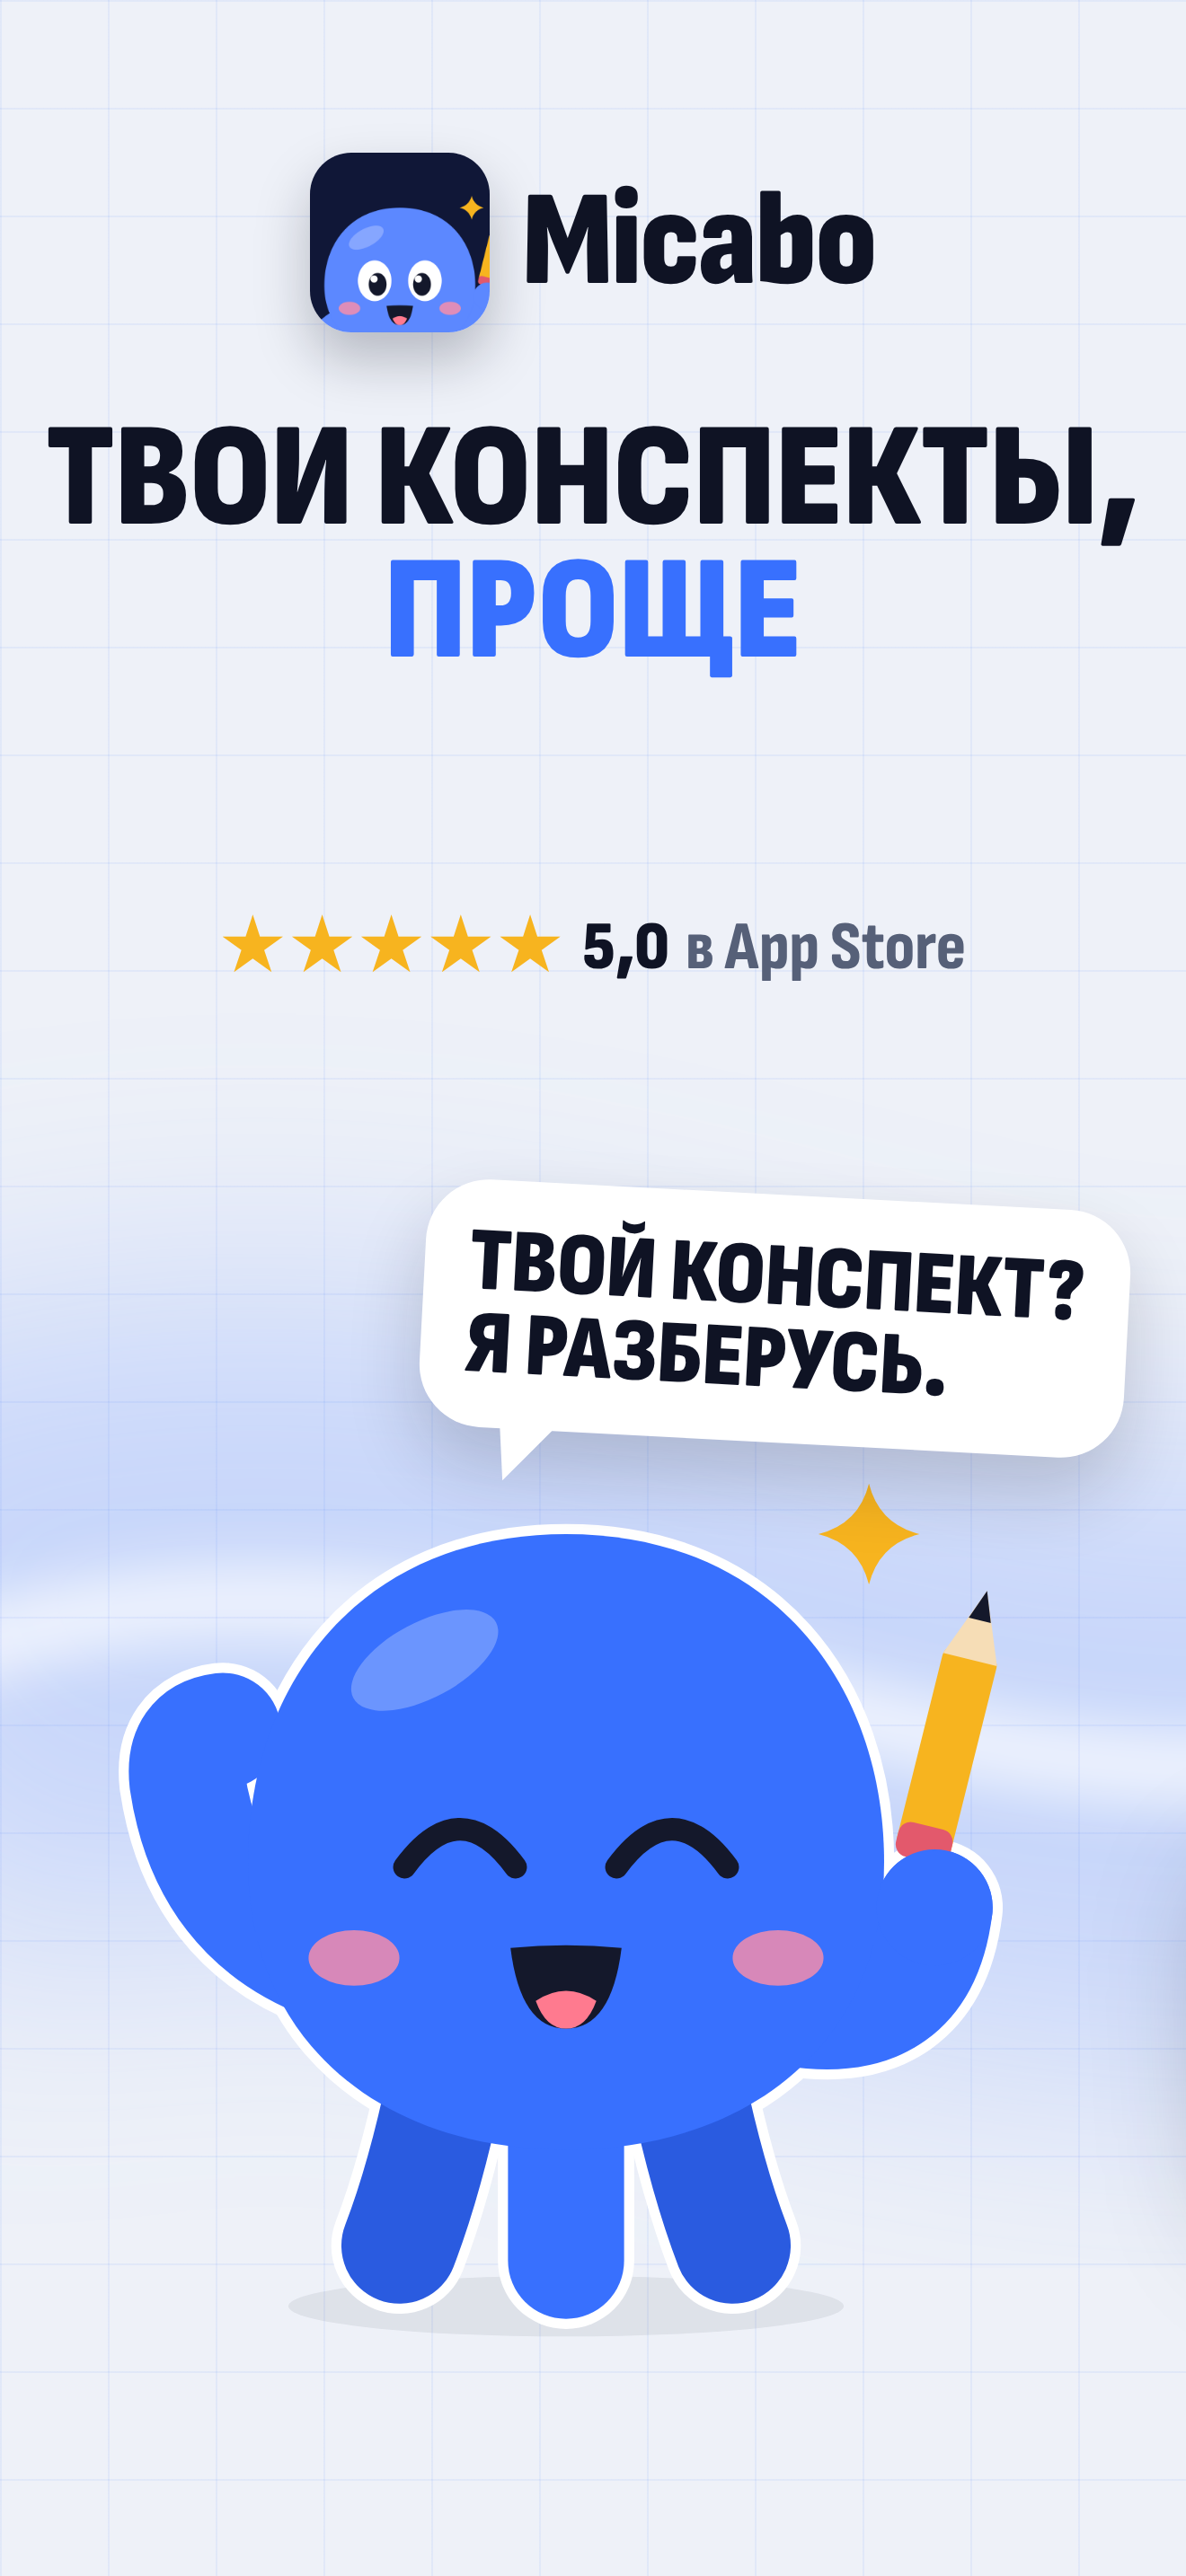 Micabo
ТВОИ КОНСПЕКТЫ,
ПРОЩЕ
5,0 в App Store
ТВОЙ КОНСПЕКТ?
Я РАЗБЕРУСЬ.